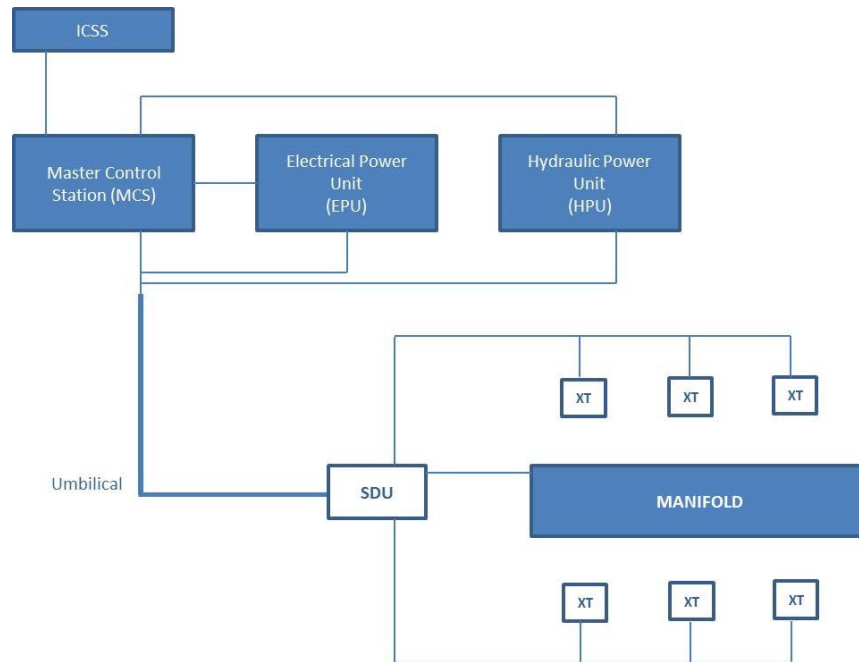 ICSS
Master Control
Station (MCS)
Electrical Power
Unit
(EPU)
Hydraulic Power
Unit
(HPU)
XT
XT
XT
Umbilical
SDU
MANIFOLD
XT
XT
XT